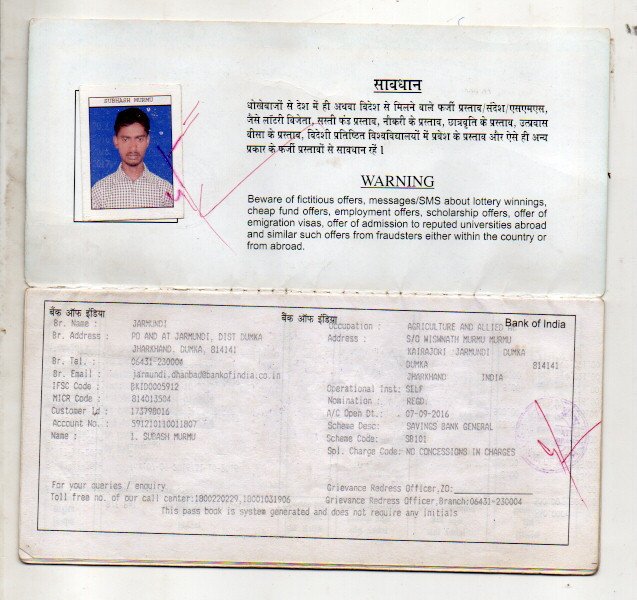 SUBHASH MURMU
सावधान
धोखेबाजों से देश में ही अथवा विदेश से मिलने वाले फर्जी प्रस्ताव/संदेश/एसएमएस,
जैसे लॉटरी विजेता, सस्ती फंड प्रस्ताव, नौकरी के प्रस्ताव, छात्रवृत्ति के प्रस्ताव, उत्प्रवास
वीसा के प्रस्ताव, विदेशी प्रतिष्ठित विश्वविद्यालयों में प्रवेश के प्रस्ताव और ऐसे ही अन्य
प्रकार के फर्जी प्रस्तावों से सावधान रहें।
WARNING
Beware of fictitious offers, messages/SMS about lottery winnings,
cheap fund offers, employment offers, scholarship offers, offer of
emigration visas, offer of admission to reputed universities abroad
and similar such offers from fraudsters either within the country or
from abroad.
बैंक ऑफ इंडिया
Br. Name : JARMUNDI
Br. Address : PO AND AT JARMUNDI, DIST DUMKA
JHARKHAND. DUMKA, 814141
Br. Tel. : 06431-230004
Br. Email : jarmundi.dhanbad@bankofindia.co.in
IFSC Code : BKID0005912
MICR Code : 814013504
Customer id : 173798016
Account No. : 591210110011807
Name : 1. SUBASH MURMU
For your queries / enquiry
Toll free no. of our call center:1800220229,18001031906
बैंक ऑफ इंडिया
Bank of India
Occupation : AGRICULTURE AND ALLIED
Address : S/O WISWNATH MURMU MURMU
KAIRAJORI JARMUNDI DUMKA
DUMKA 814141
JHARKHAND INDIA
Operational Inst: SELF
Nomination : REGD.
A/C Open Dt.: 07-09-2016
Scheme Desc: SAVINGS BANK GENERAL
Scheme Code: SB101
Spl. Charge Code: NO CONCESSIONS IN CHARGES
Grievance Redress Officer,ZO:
Grievance Redress Officer,Branch:06431-230004
This pass book is system generated and does not require any initials